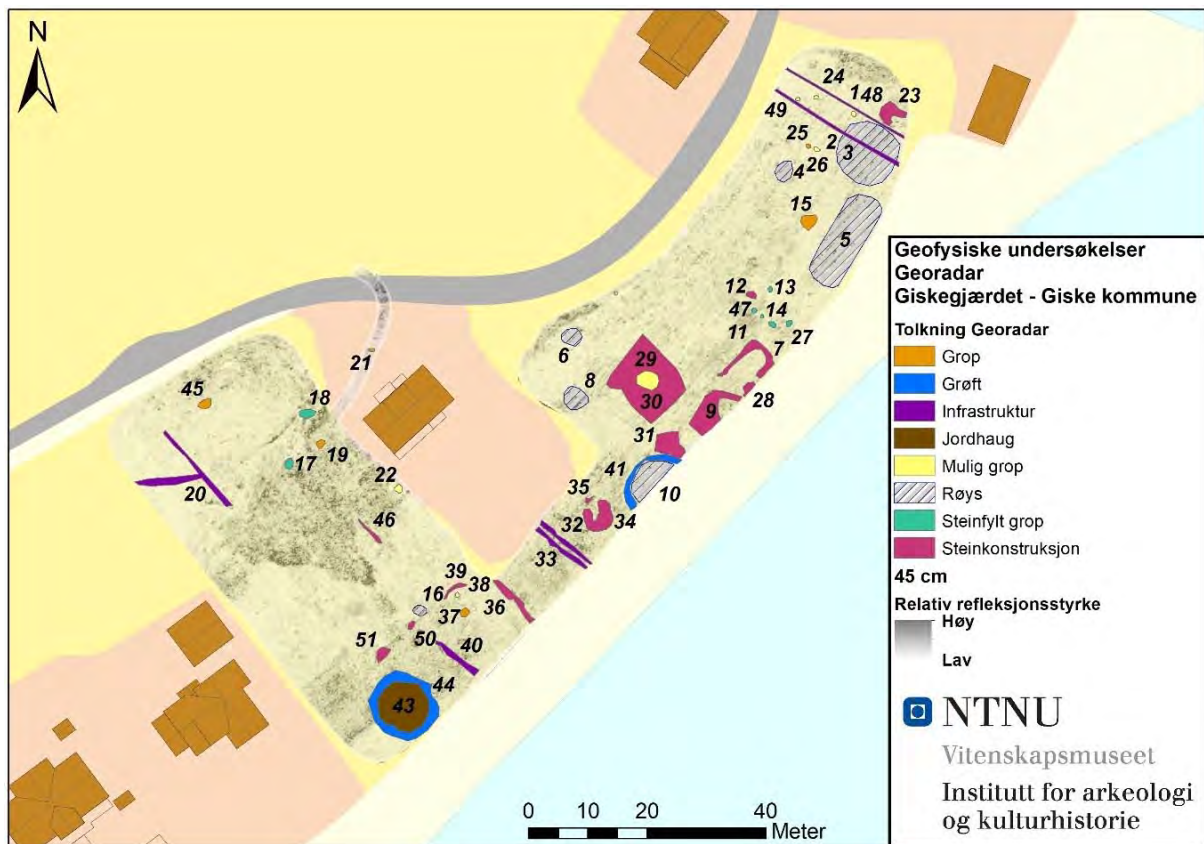 N
24
1
48
23
49
25
2
3
26
4
15
5
12
13
47
14
11
27
6
7
29
8
30
9
28
21
31
45
18
41
10
19
17
35
22
32
34
20
46
33
39
38
16
36
37
50
40
51
44
43
0 10 20 40
Meter
Geofysiske undersøkelser
Georadar
Giskegjærdet - Giske kommune
Tolkning Georadar
Grop
Grøft
Infrastruktur
Jordhaug
Mulig grop
Røys
Steinfylt grop
Steinkonstruksjon
45 cm
Relativ refleksjonsstyrke
Høy
Lav
NTNU
Vitenskapsmuseet
Institutt for arkeologi
og kulturhistorie